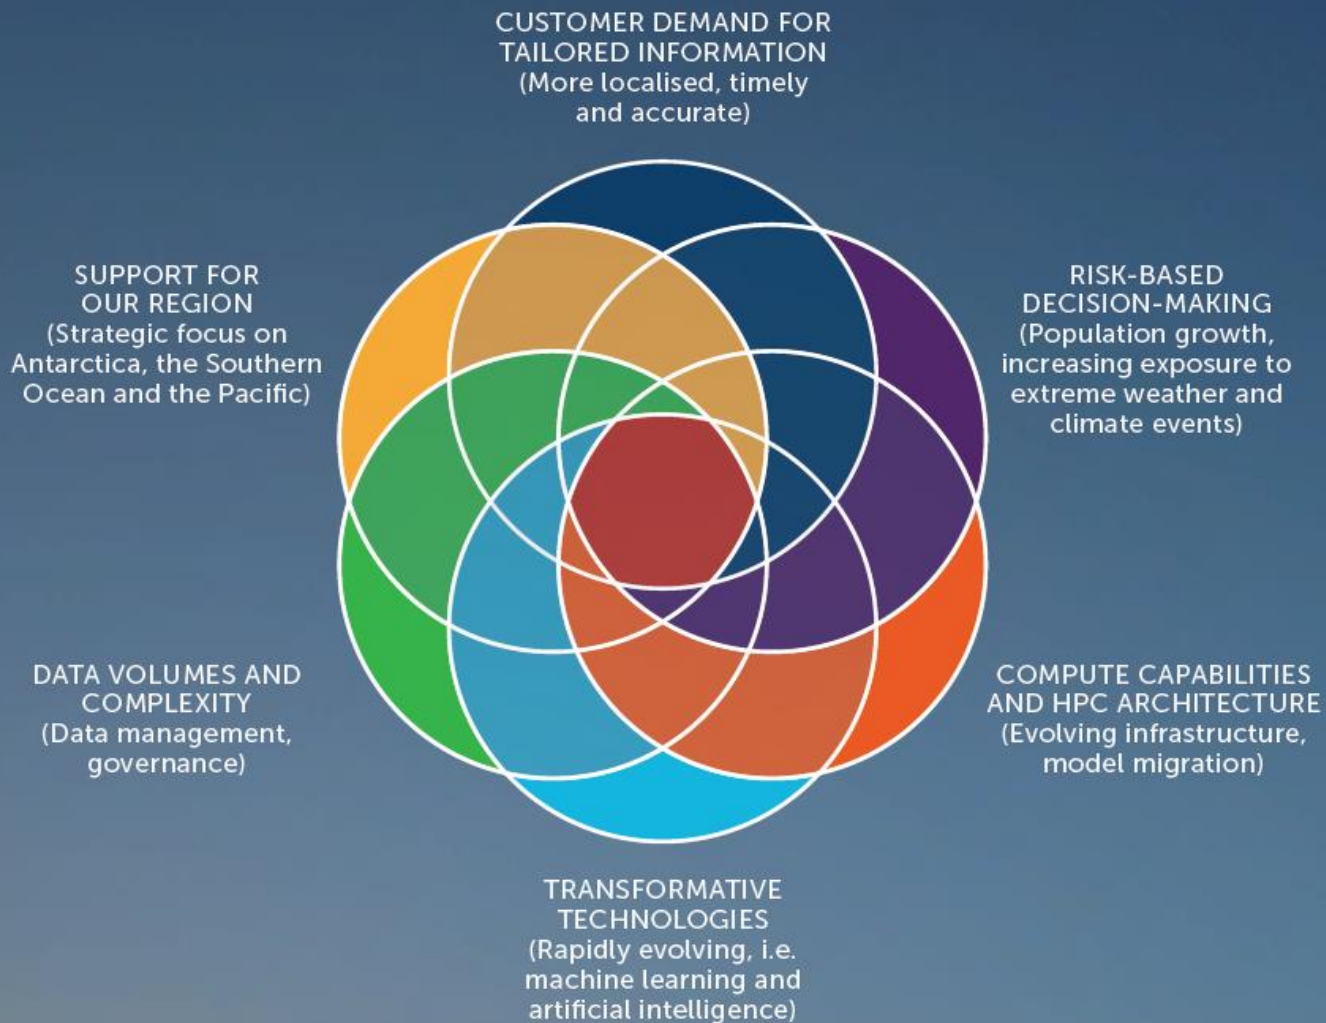 CUSTOMER DEMAND FOR
TAILORED INFORMATION
(More localised, timely
and accurate)
SUPPORT FOR
OUR REGION
(Strategic focus on
Antarctica, the Southern
Ocean and the Pacific)
RISK-BASED
DECISION-MAKING
(Population growth,
increasing exposure to
extreme weather and
climate events)
DATA VOLUMES AND
COMPLEXITY
(Data management,
governance)
COMPUTE CAPABILITIES
AND HPC ARCHITECTURE
(Evolving infrastructure,
model migration)
TRANSFORMATIVE
TECHNOLOGIES
(Rapidly evolving, i.e.
machine learning and
artificial intelligence)